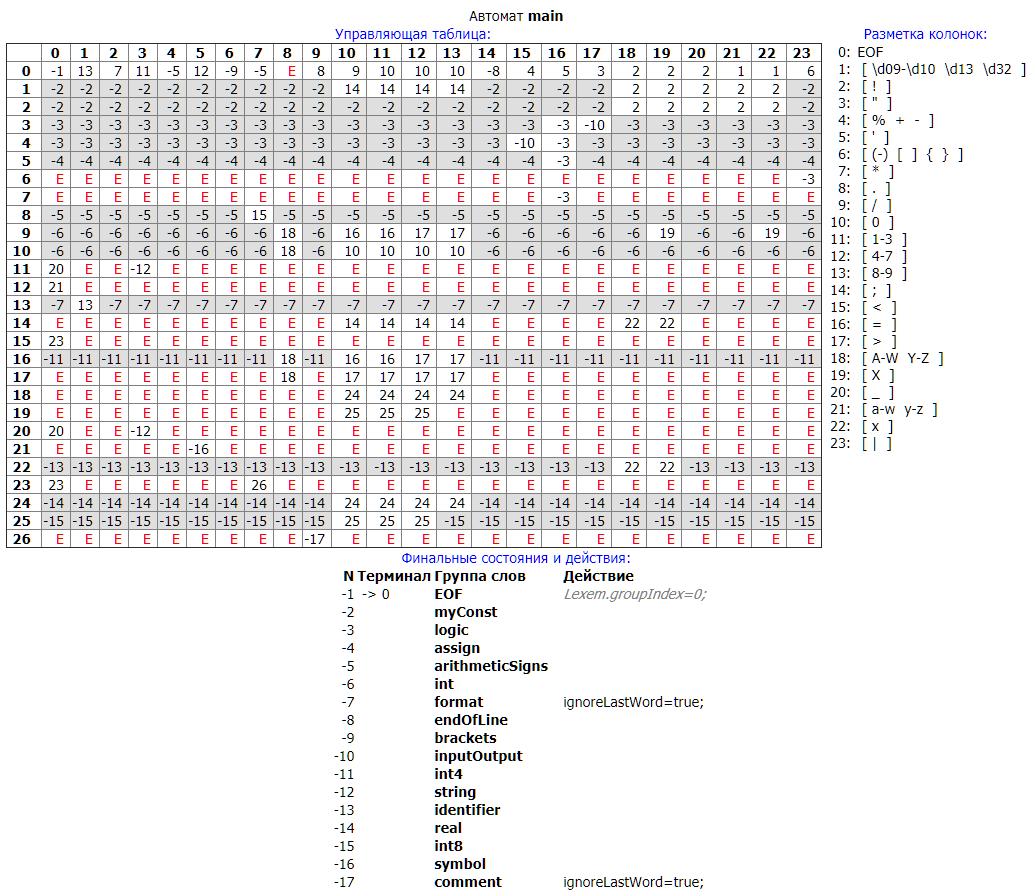 Автомат main
Управляющая таблица:
0 1 2 3 4 5 6 7 8 9 10 11 12 13 14 15 16 17 18 19 20 21 22 23
0 -1 13 7 11 -5 12 -9 -5 E 8 9 10 10 10 -8 4 5 3 2 2 2 1 1 6
1 -2 -2 -2 -2 -2 -2 -2 -2 -2 -2 14 14 14 14 -2 -2 -2 -2 2 2 2 2 2 -2
2 -2 -2 -2 -2 -2 -2 -2 -2 -2 -2 -2 -2 -2 -2 -2 -2 -2 -2 2 2 2 2 2 -2
3 -3 -3 -3 -3 -3 -3 -3 -3 -3 -3 -3 -3 -3 -3 -3 -3 -3 -10 -3 -3 -3 -3 -3 -3
4 -3 -3 -3 -3 -3 -3 -3 -3 -3 -3 -3 -3 -3 -3 -3 -10 -3 -3 -3 -3 -3 -3 -3 -3
5 -4 -4 -4 -4 -4 -4 -4 -4 -4 -4 -4 -4 -4 -4 -4 -4 -3 -4 -4 -4 -4 -4 -4 -4
6 E E E E E E E E E E E E E E E E E E E E E E E -3
7 E E E E E E E E E E E E E E E E -3 E E E E E E E
8 -5 -5 -5 -5 -5 -5 -5 15 -5 -5 -5 -5 -5 -5 -5 -5 -5 -5 -5 -5 -5 -5 -5 -5
9 -6 -6 -6 -6 -6 -6 -6 -6 18 -6 16 16 17 17 -6 -6 -6 -6 -6 19 -6 -6 19 -6
10 -6 -6 -6 -6 -6 -6 -6 -6 18 -6 10 10 10 10 -6 -6 -6 -6 -6 -6 -6 -6 -6 -6
11 20 E E -12 E E E E E E E E E E E E E E E E E E E E
12 21 E E E E E E E E E E E E E E E E E E E E E E E
13 -7 13 -7 -7 -7 -7 -7 -7 -7 -7 -7 -7 -7 -7 -7 -7 -7 -7 -7 -7 -7 -7 -7 -7
14 E E E E E E E E E E 14 14 14 14 E E E E 22 22 E E E E
15 23 E E E E E E E E E E E E E E E E E E E E E E E
16 -11 -11 -11 -11 -11 -11 -11 -11 18 -11 16 16 17 17 -11 -11 -11 -11 -11 -11 -11 -11 -11 -11
17 E E E E E E E E 18 E 17 17 17 17 E E E E E E E E E E
18 E E E E E E E E E E 24 24 24 24 E E E E E E E E E E
19 E E E E E E E E E E 25 25 25 E E E E E E E E E E E
20 20 E E -12 E E E E E E E E E E E E E E E E E E E E
21 E E E E E -16 E E E E E E E E E E E E E E E E E E
22 -13 -13 -13 -13 -13 -13 -13 -13 -13 -13 -13 -13 -13 -13 -13 -13 -13 -13 22 22 -13 -13 -13 -13
23 23 E E E E E E 26 E E E E E E E E E E E E E E E E
24 -14 -14 -14 -14 -14 -14 -14 -14 -14 -14 24 24 24 24 -14 -14 -14 -14 -14 -14 -14 -14 -14 -14
25 -15 -15 -15 -15 -15 -15 -15 -15 -15 -15 25 25 25 -15 -15 -15 -15 -15 -15 -15 -15 -15 -15 -15
26 E E E E E E E E E -17 E E E E E E E E E E E E E E
Разметка колонок:
0: EOF
1: [ \d09-\d10 \d13 \d32 ]
2: [ ! ]
3: [ " ]
4: [ % + - ]
5: [ ' ]
6: [ (-) [ ] { } ]
7: [ * ]
8: [ . ]
9: [ / ]
10: [ 0 ]
11: [ 1-3 ]
12: [ 4-7 ]
13: [ 8-9 ]
14: [ ; ]
15: [ < ]
16: [ = ]
17: [ > ]
18: [ A-W Y-Z ]
19: [ X ]
20: [ _ ]
21: [ a-w y-z ]
22: [ x ]
23: [ | ]
Финальные состояния и действия:
N Терминал Группа слов Действие
-1 -> 0 EOF Lexem.groupIndex=0;
-2 myConst
-3 logic
-4 assign
-5 arithmeticSigns
-6 int
-7 format ignoreLastWord=true;
-8 endOfLine
-9 brackets
-10 inputOutput
-11 int4
-12 string
-13 identifier
-14 real
-15 int8
-16 symbol
-17 comment ignoreLastWord=true;